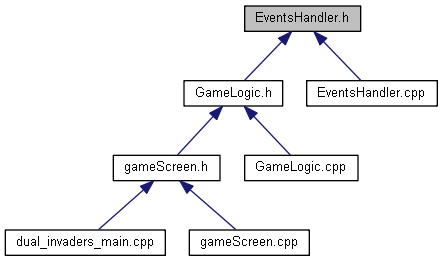 EventsHandler.h
GameLogic.h
EventsHandler.cpp
gameScreen.h
GameLogic.cpp
dual_invaders_main.cpp
gameScreen.cpp